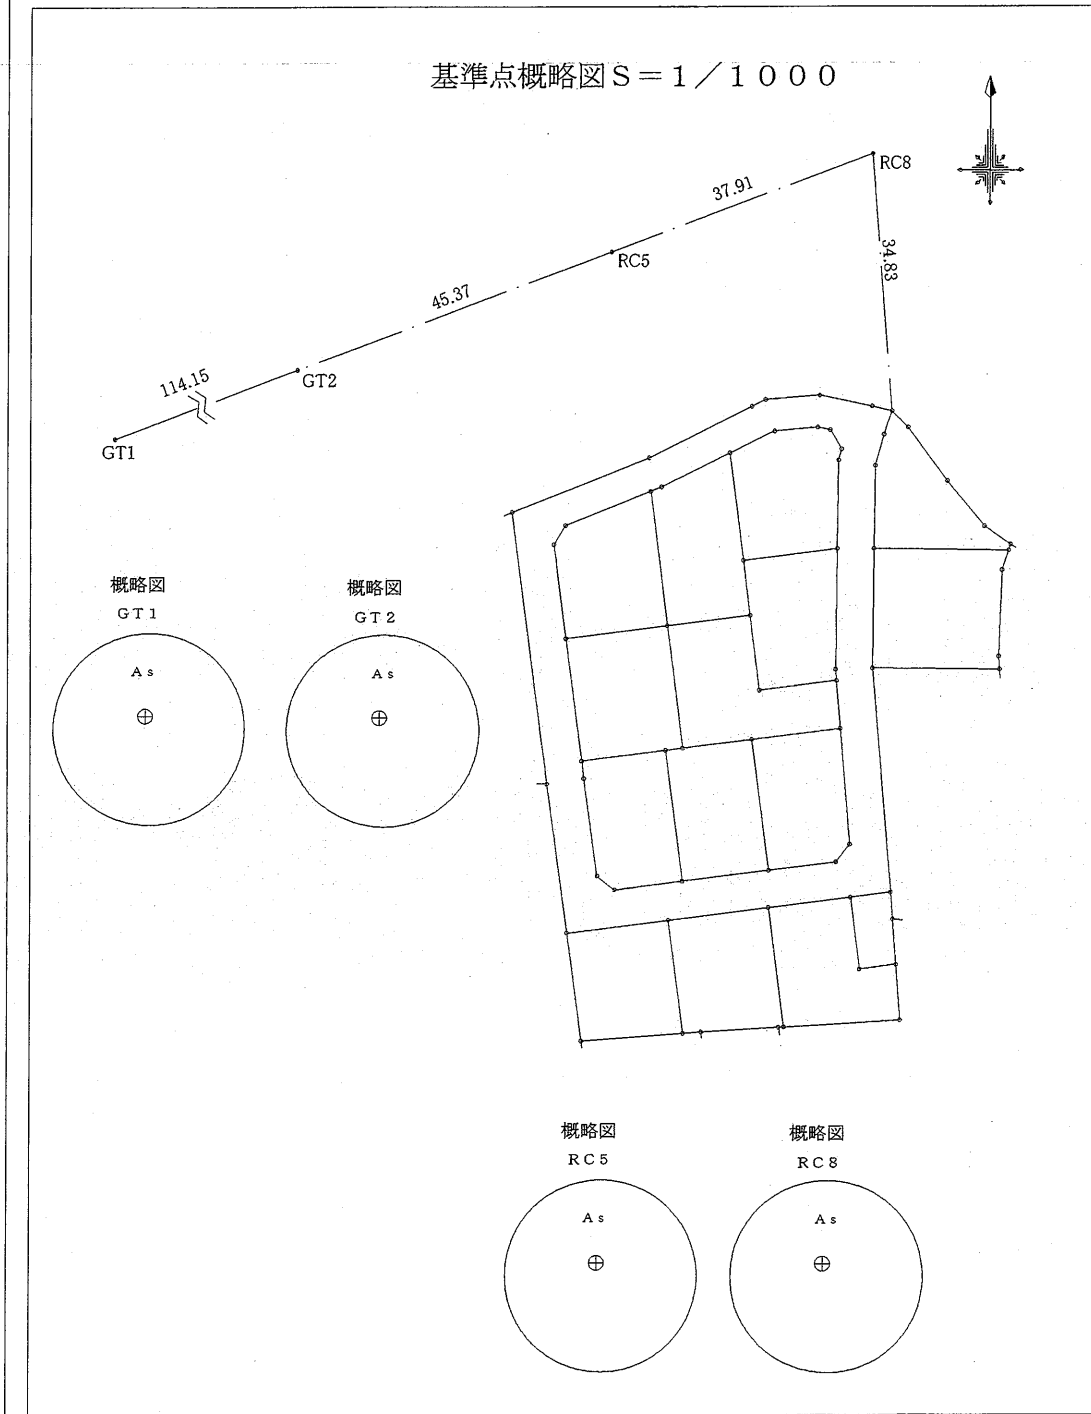 基準点概略図Ｓ＝１／１０００
RC8
37.91
34.83
RC5
45.37
GT2
114.15
GT1
概略図
ＧＴ１
Ａｓ
概略図
ＧＴ２
Ａｓ
概略図
ＲＣ５
Ａｓ
概略図
ＲＣ８
Ａｓ